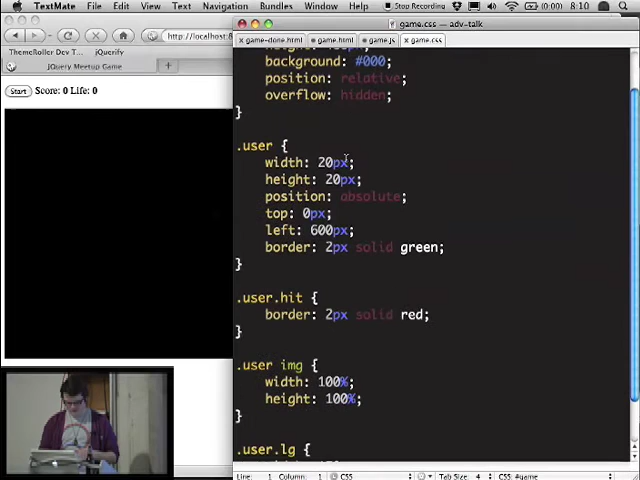 TextMate File Edit View Text Navigation Bundles Window Stop Recording (0:00) 8:10
game.css — adv-talk
http://localhost
game-done.html game.html game.js game.css
ThemeRoller Dev T jQuerify
jQuery Meetup Game
Start Score: 0 Life: 0
background: #000;
position: relative;
overflow: hidden;
}
.user {
width: 20px;
height: 20px;
position: absolute;
top: 0px;
left: 600px;
border: 2px solid green;
}
.user.hit {
border: 2px solid red;
}
.user img {
width: 100%;
height: 100%;
}
.user.lg {
Line: 1 Column: 1 CSS Tab Size: 4 CSS: #game